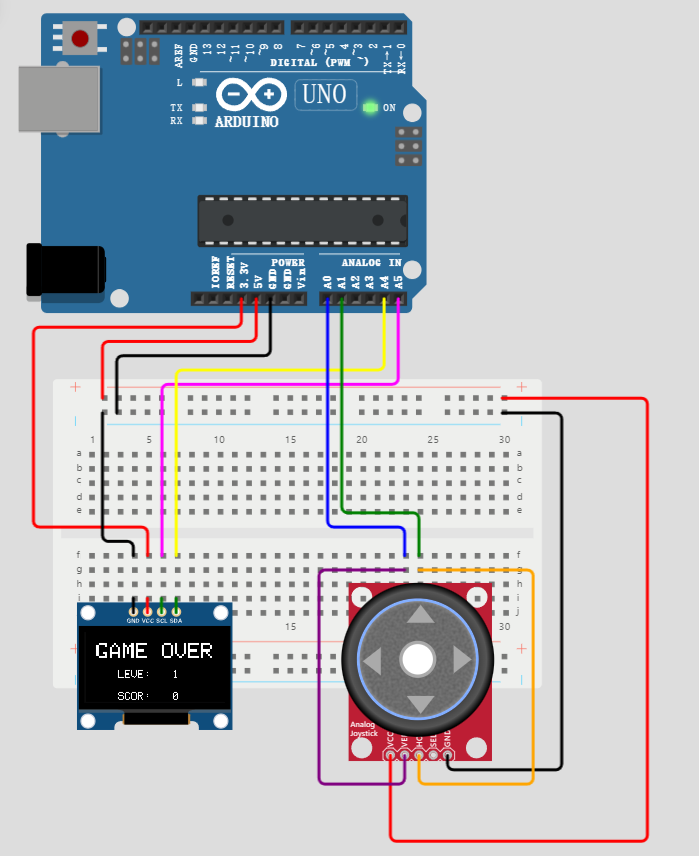 AREF GND 13 12 ~11 ~10 ~9 8 7 ~6 ~5 4 ~3 2 TX→1 RX←0
DIGITAL (PWM ~)
L
TX
RX
UNO
ON
ARDUINO
POWER
ANALOG IN
IOREF RESET 3.3V 5V GND GND Vin A0 A1 A2 A3 A4 A5
+ +
1 5 10 15 20 25 30
a a
b b
c c
d d
e e
f f
g g
h h
i i
j
15 30
+ +
GND VCC SCL SDA
GAME OVER
LEVE: 1
SCOR: 0
Analog
Joystick
VCC VE HO SEL GND